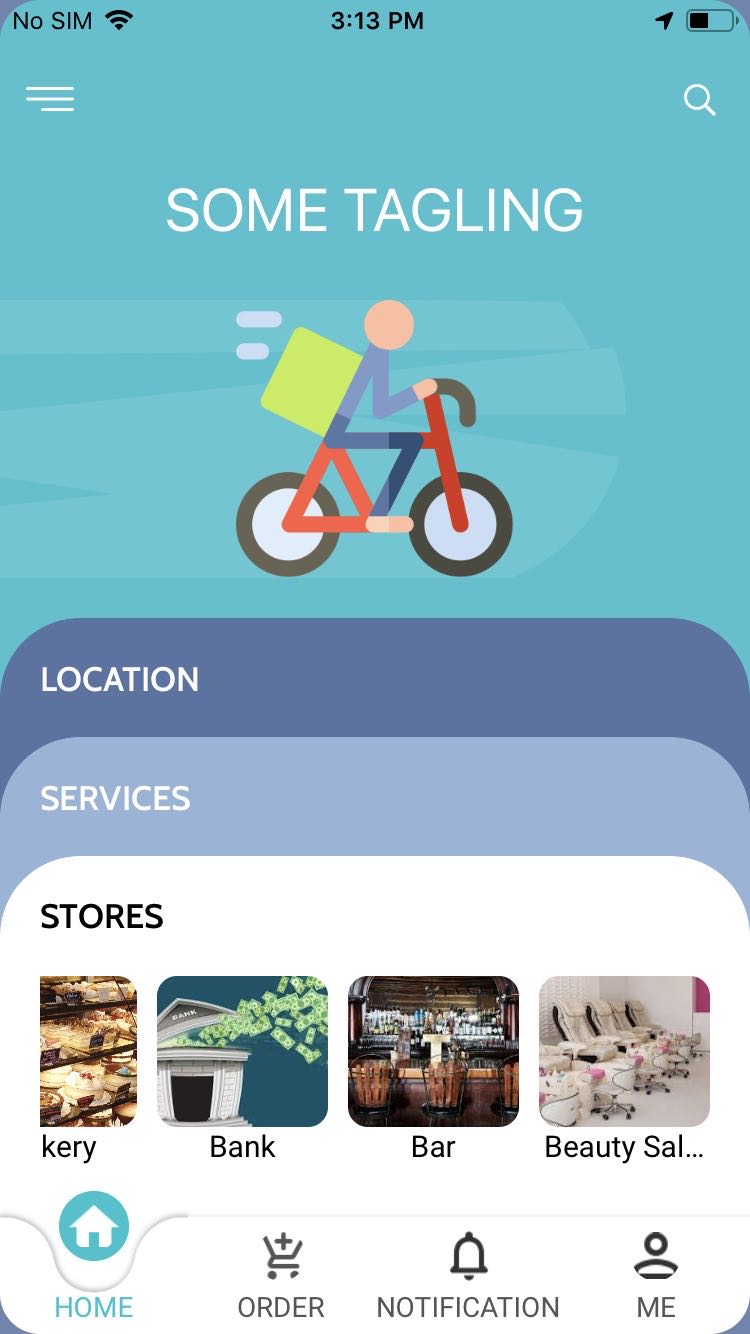 No SIM 3:13 PM
SOME TAGLING
LOCATION
SERVICES
STORES
BANK
kery Bank Bar Beauty Sal...
HOME ORDER NOTIFICATION ME